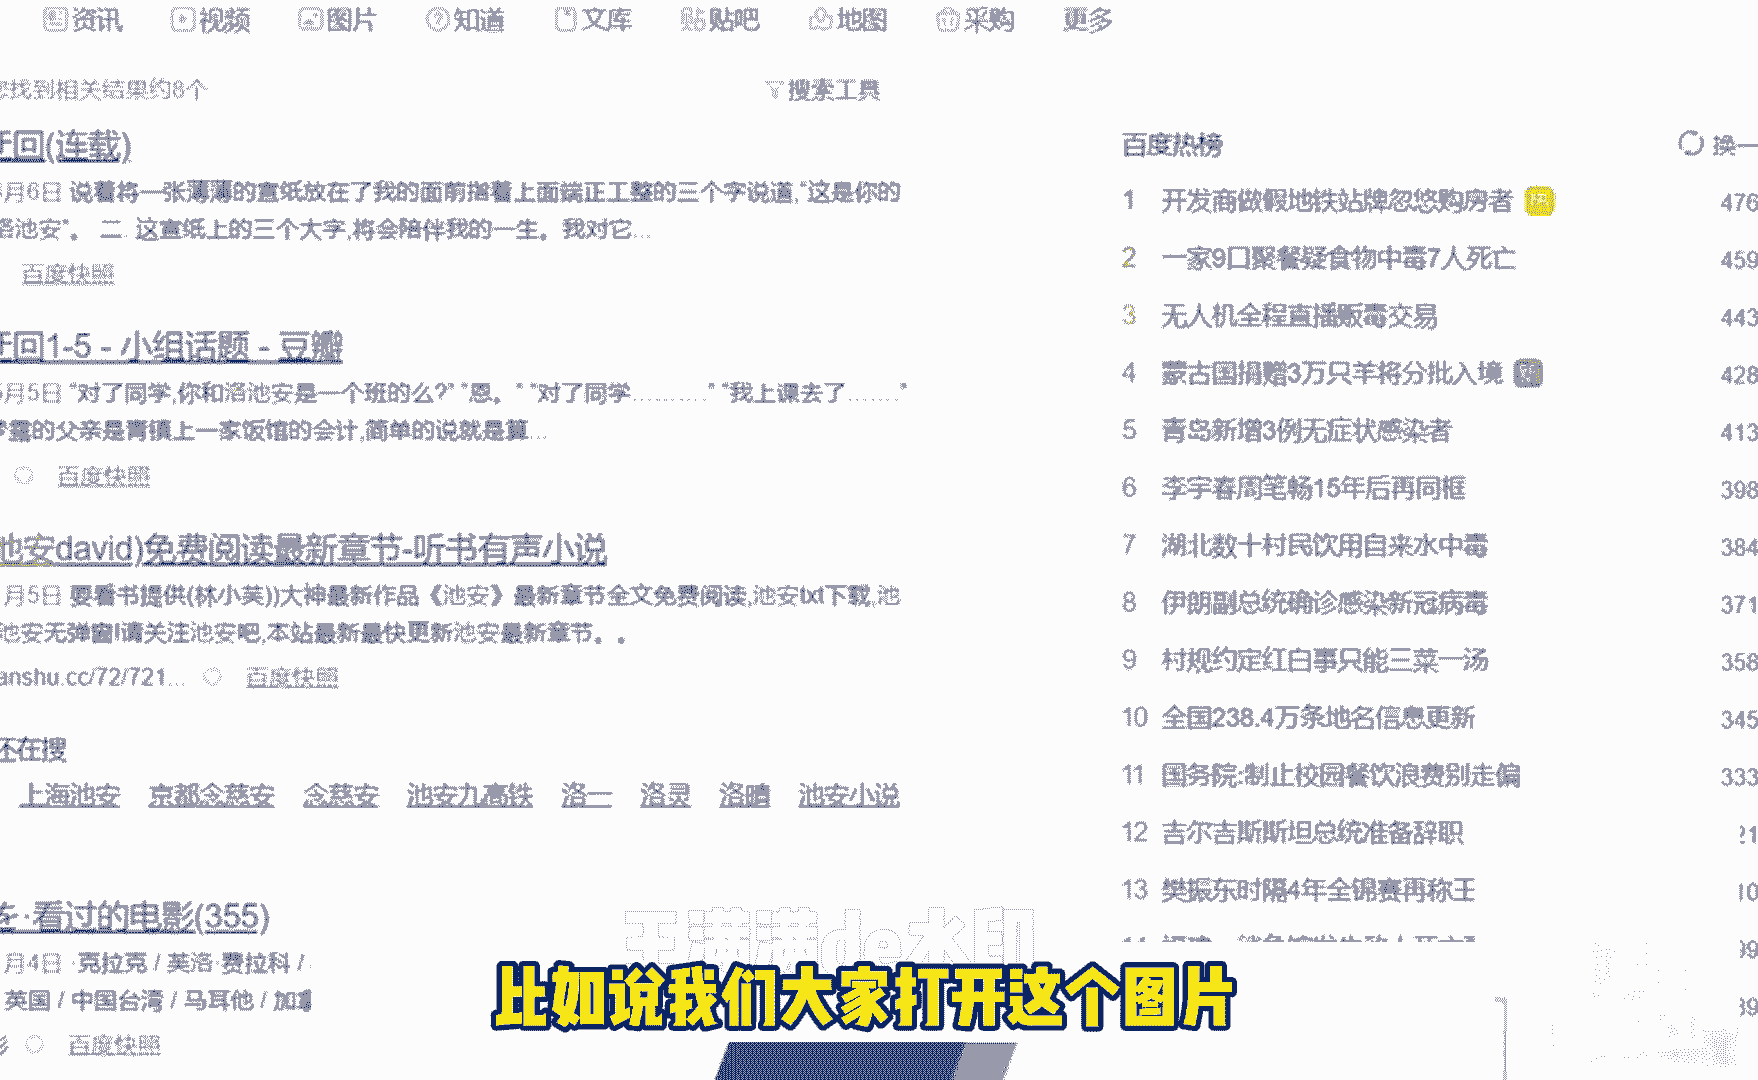 资讯 视频 图片 知道 文库 贴吧 地图 采购 更多
找到相关结果约8个
搜索工具
回(连载)
月6日 说着将一张薄薄的宣纸放在了我的面前指着上面端正工整的三个字说道,“这是你的
洛池安”。 二 这宣纸上的三个大字,将会陪伴我的一生。我对它...
百度快照
回1-5 - 小组话题 - 豆瓣
月5日 “对了同学,你和洛池安是一个班的么?” “恩。” “对了同学..........” “我上课去了.......”
的父亲是青镇上一家饭馆的会计,简单的说就是算...
百度快照
池安david)免费阅读最新章节-听书有声小说
月5日 要看书提供(林小芙))大神最新作品《池安》最新章节全文免费阅读,池安txt下载,池
池安无弹窗!请关注池安吧,本站最新最快更新池安最新章节。。
anshu.cc/72/721...
百度快照
还在搜
上海池安 京都念慈安 念慈安 池安九高铁 洛一 洛灵 洛晴 池安小说
看过的电影(355)
月4日 ·克拉克 / 英洛·费拉科 /
英国 / 中国台湾 / 马耳他 / 加拿
百度快照
百度热榜
换一
1 开发商做假地铁站牌忽悠购房者 476
2 一家9口聚餐疑食物中毒7人死亡 459
3 无人机全程直播贩毒交易 443
4 蒙古国捐赠3万只羊将分批入境 428
5 青岛新增3例无症状感染者 413
6 李宇春周笔畅15年后再同框 398
7 湖北数十村民饮用自来水中毒 384
8 伊朗副总统确诊感染新冠病毒 371
9 村规约定红白事只能三菜一汤 358
10 全国238.4万条地名信息更新 345
11 国务院:制止校园餐饮浪费别走偏 333
12 吉尔吉斯斯坦总统准备辞职 21
13 樊振东时隔4年全锦赛再称王 10
王满满de水印
比如说我们大家打开这个图片